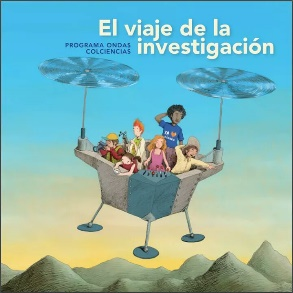 El viaje de la
PROGRAMA ONDAS
COLCIENCIAS
investigación